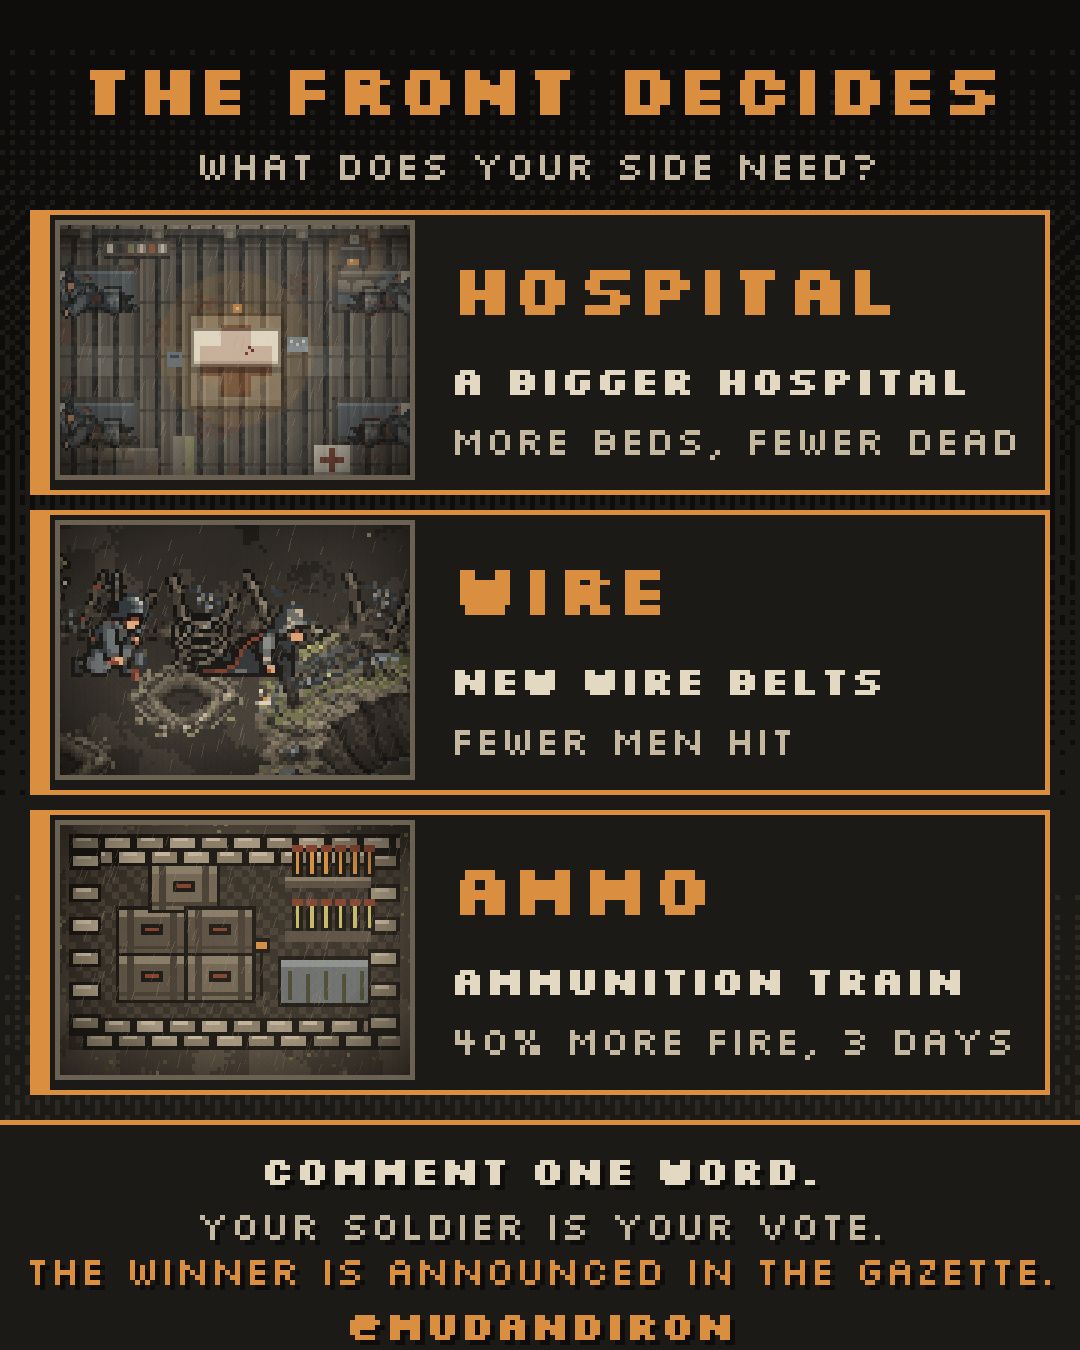 THE FRONT DECIDES
WHAT DOES YOUR SIDE NEED?
HOSPITAL
A BIGGER HOSPITAL
MORE BEDS, FEWER DEAD
WIRE
NEW WIRE BELTS
FEWER MEN HIT
AMMO
AMMUNITION TRAIN
40% MORE FIRE, 3 DAYS
COMMENT ONE WORD.
YOUR SOLDIER IS YOUR VOTE.
THE WINNER IS ANNOUNCED IN THE GAZETTE.
@MUDANDIRON